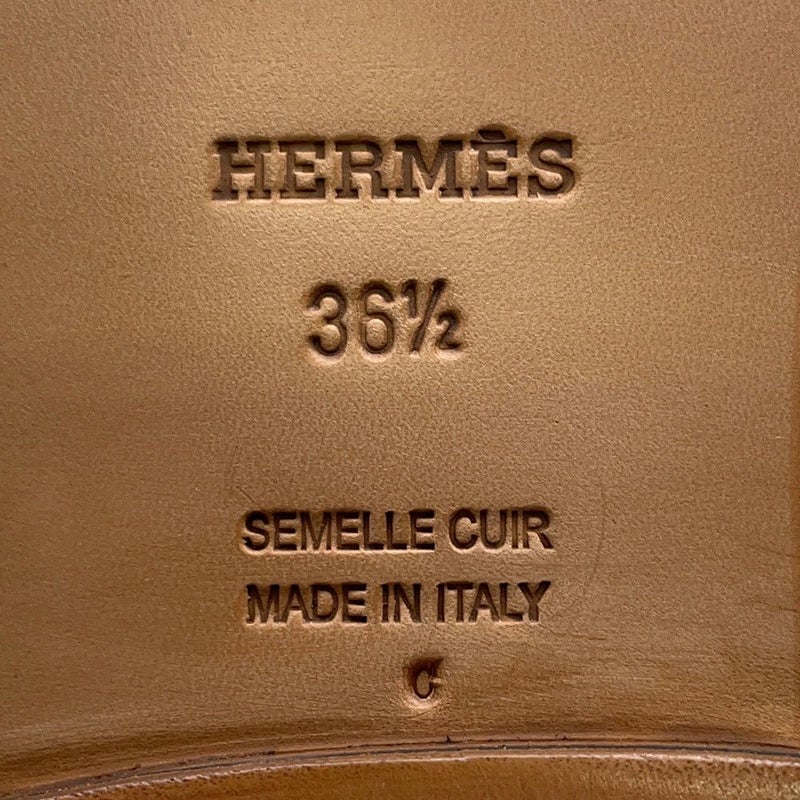 HERMÈS
36½
SEMELLE CUIR
MADE IN ITALY
C